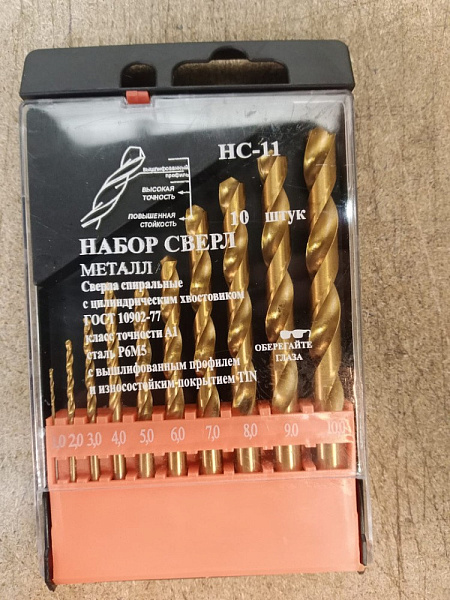 НС-11
вышлифованный
профиль
ВЫСОКАЯ
ТОЧНОСТЬ
ПОВЫШЕННАЯ
СТОЙКОСТЬ
10 штук
НАБОР СВЕРЛ
МЕТАЛЛ
Сверла спиральные
с цилиндрическим хвостовиком
ГОСТ 10902-77
класс точности А1
сталь Р6М5
с вышлифованным профилем
и износостойким покрытием TIN
ОБЕРЕГАЙТЕ
ГЛАЗА
,0 2,0 3,0 4,0 5,0 6,0 7,0 8,0 9.0 10.0